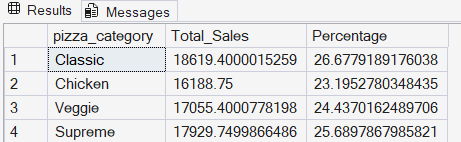 Results Messages
pizza_category Total_Sales Percentage
1 Classic 18619.4000015259 26.6779189176038
2 Chicken 16188.75 23.1952780348435
3 Veggie 17055.4000778198 24.4370162489706
4 Supreme 17929.7499866486 25.6897867985821